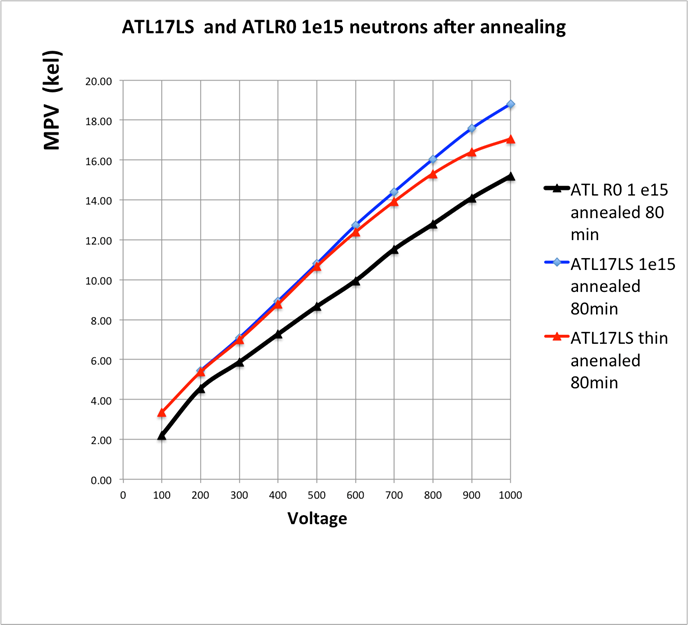 ATL17LS and ATLR0 1e15 neutrons after annealing
MPV (kel)
20.00
18.00
16.00
14.00
12.00
10.00
8.00
6.00
4.00
2.00
0.00
0 100 200 300 400 500 600 700 800 900 1000
Voltage
ATL R0 1 e15
annealed 80
min
ATL17LS 1e15
annealed
80min
ATL17LS thin
anenaled
80min